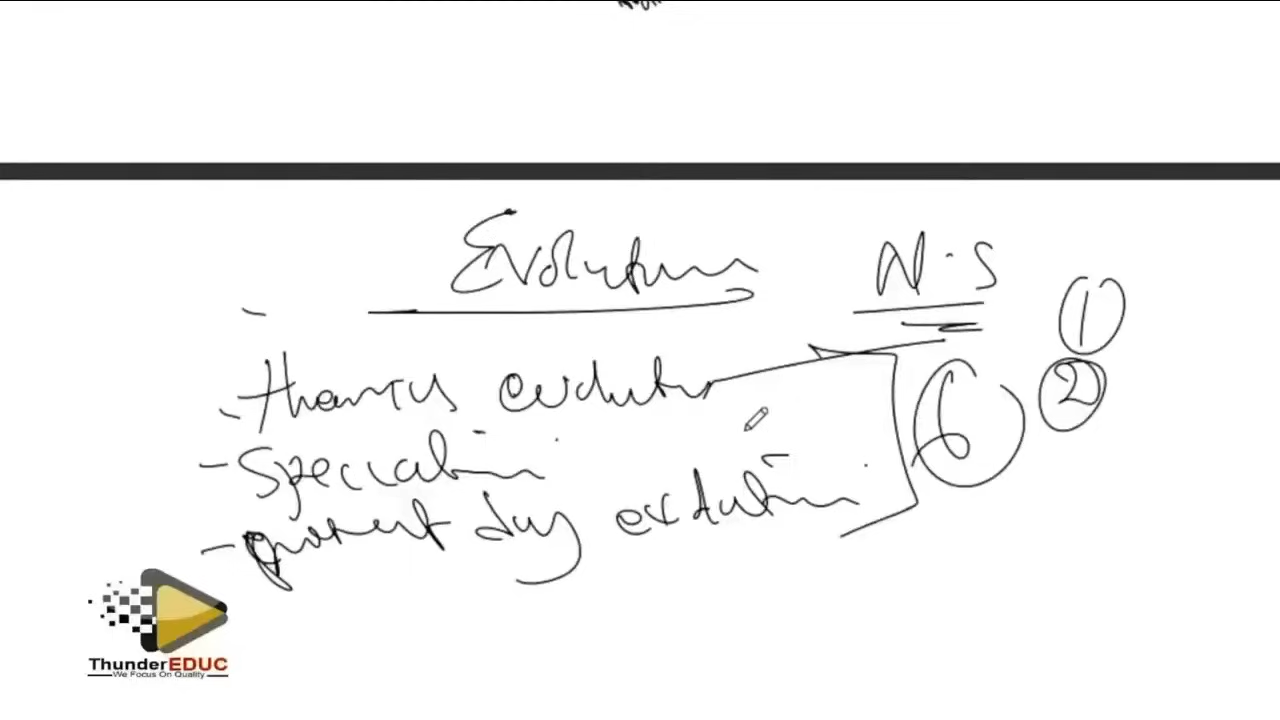 Evolution N.S
①
- theories evolution
⑥ ②
- Speciation
- present day evolution
ThunderEDUC
We Focus On Quality